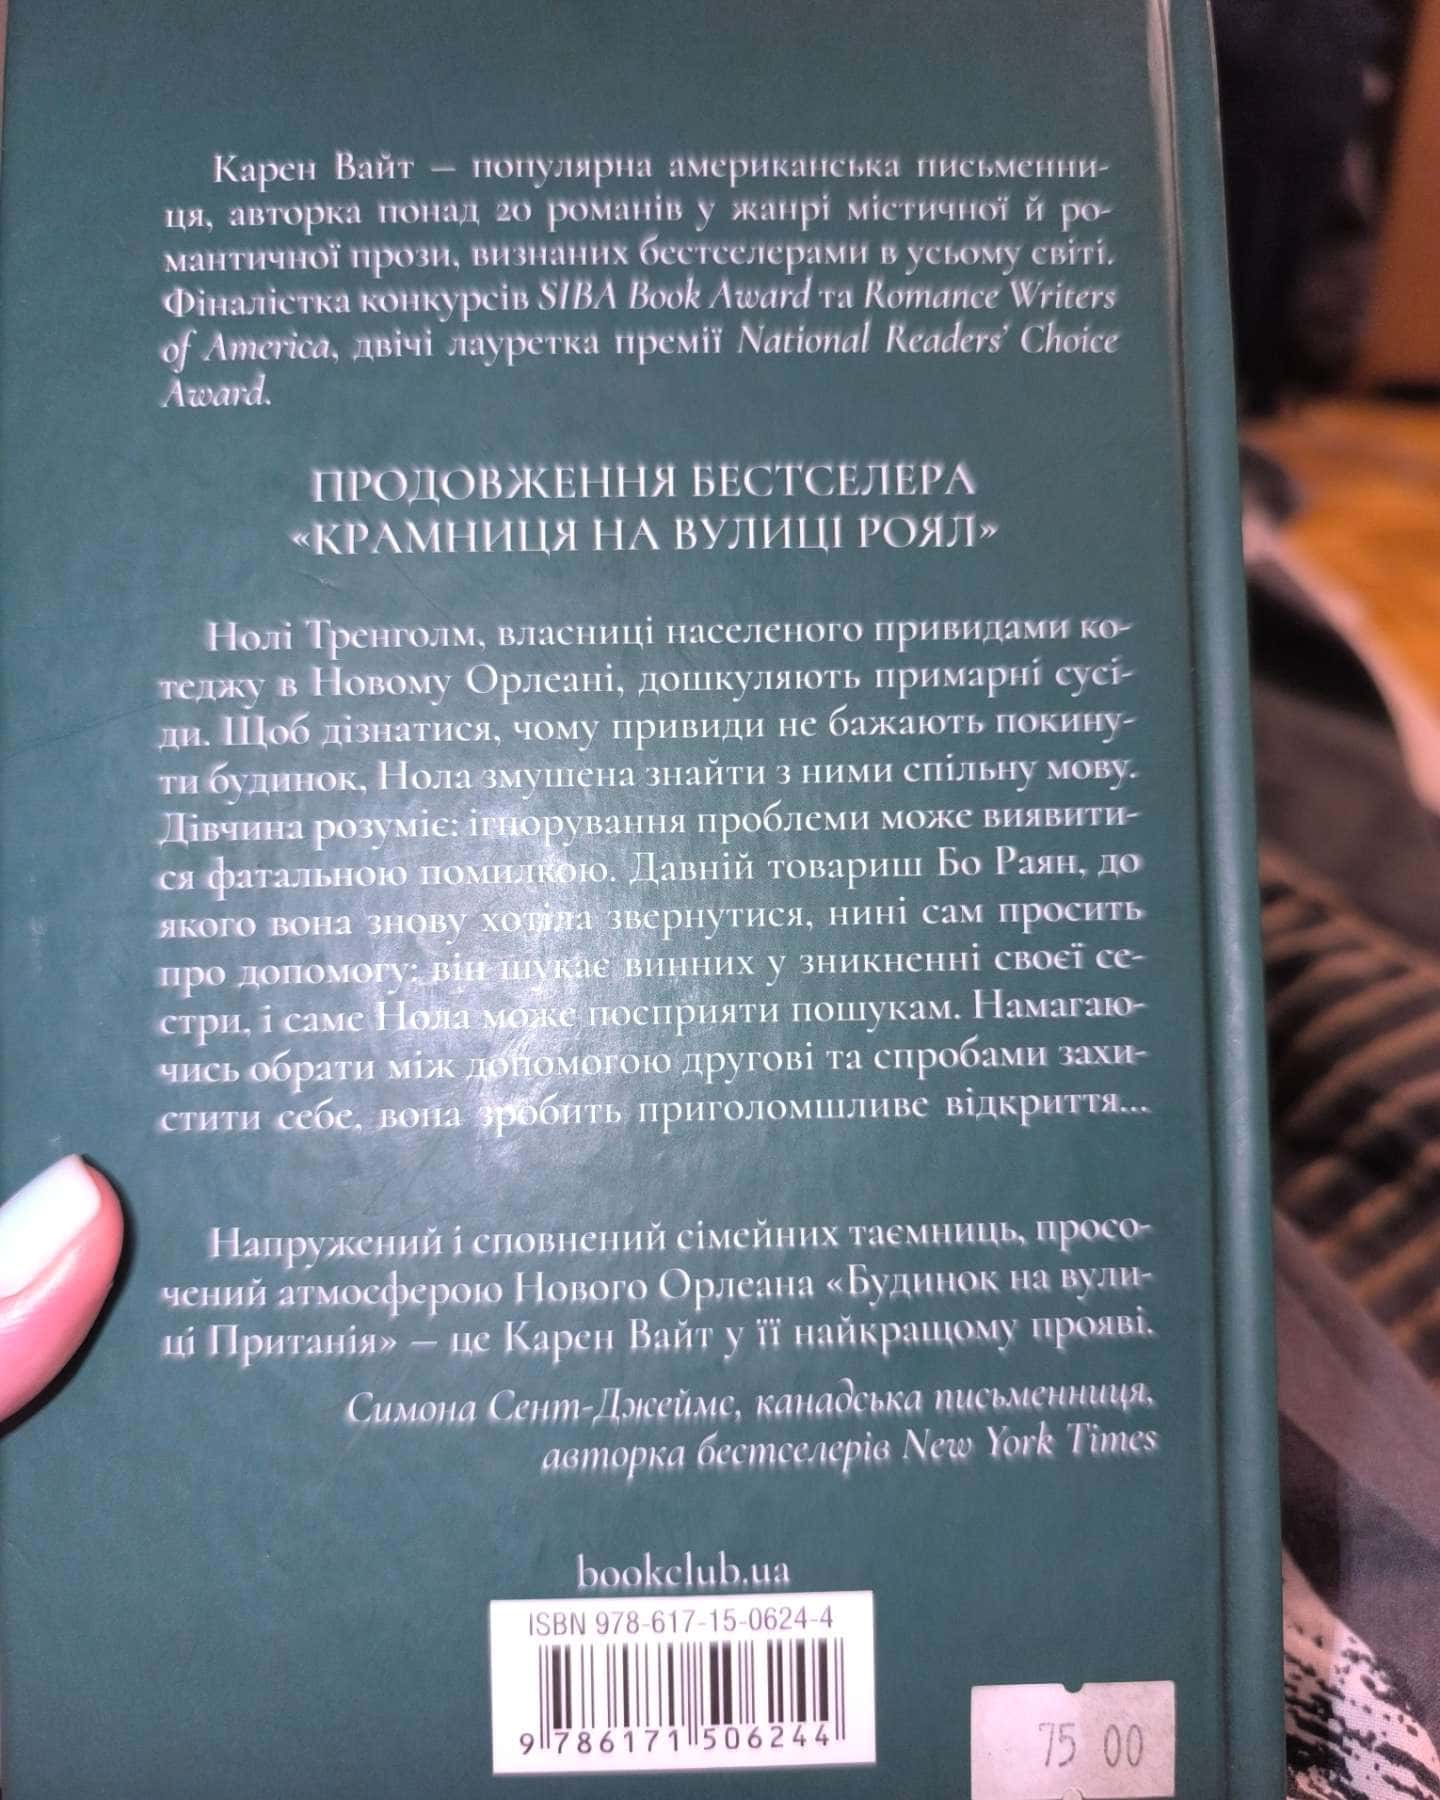 Карен Вайт — популярна американська письменни-
ця, авторка понад 20 романів у жанрі містичної й ро-
мантичної прози, визнаних бестселерами в усьому світі.
Фіналістка конкурсів SIBA Book Award та Romance Writers
of America, двічі лауретка премії National Readers' Choice
Award.
ПРОДОВЖЕННЯ БЕСТСЕЛЕРА
«КРАМНИЦЯ НА ВУЛИЦІ РОЯЛ»
Нолі Тренголм, власниці населеного привидами ко-
теджу в Новому Орлеані, дошкуляють примарні сусі-
ди. Щоб дізнатися, чому привиди не бажають покину-
ти будинок, Нола змушена знайти з ними спільну мову.
Дівчина розуміє: ігнорування проблеми може виявити-
ся фатальною помилкою. Давній товариш Бо Раян, до
якого вона знову хотіла звернутися, нині сам просить
про допомогу: він шукає винних у зникненні своєї се-
стри, і саме Нола може посприяти пошукам. Намагаю-
чись обрати між допомогою другові та спробами захи-
стити себе, вона зробить приголомшливе відкриття...
Напружений і сповнений сімейних таємниць, просо-
чений атмосферою Нового Орлеана «Будинок на вули-
ці Пританія» — це Карен Вайт у її найкращому прояві.
Симона Сент-Джеймс, канадська письменниця,
авторка бестселерів New York Times
bookclub.ua
ISBN 978-617-15-0624-4
9 786171 506244
75 00